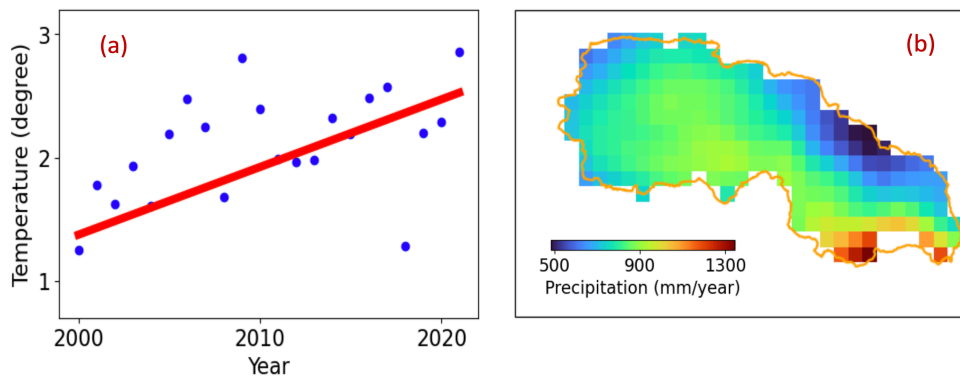 3
(a)
Temperature (degree)
2
1
2000
2010
2020
Year
(b)
500
900
1300
Precipitation (mm/year)